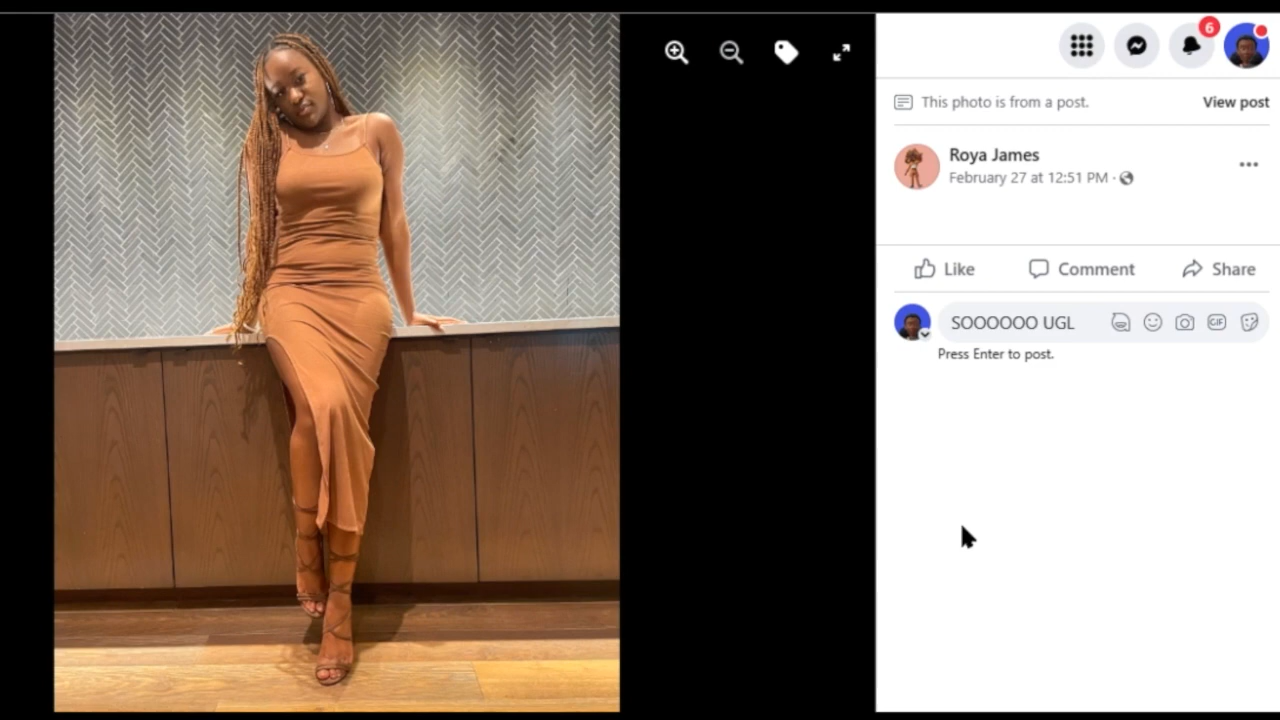 6
This photo is from a post. View post
Roya James
February 27 at 12:51 PM ·
Like Comment Share
SOOOOOO UGL GIF
Press Enter to post.